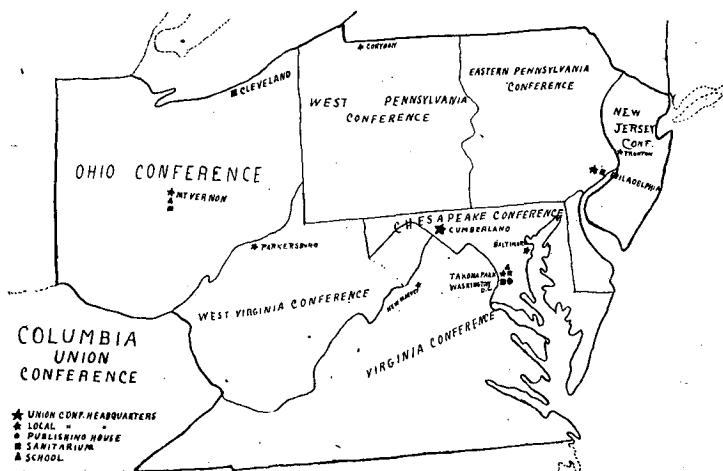 CORYDON
CLEVELAND
WEST PENNSYLVANIA
CONFERENCE
EASTERN PENNSYLVANIA
CONFERENCE
NEW
JERSEY
CONF.
TRENTON
OHIO CONFERENCE
MT VERNON
PHILADELPHIA
CHESAPEAKE CONFERENCE
CUMBERLAND
PARKERSBURG
BALTIMORE
TAKOMA PARK
WASHINGTON
D.C.
WEST VIRGINIA CONFERENCE
NEW MARKET
VIRGINIA CONFERENCE
COLUMBIA
UNION
CONFERENCE
UNION CONF. HEADQUARTERS
LOCAL " "
PUBLISHING HOUSE
SANITARIUM
SCHOOL